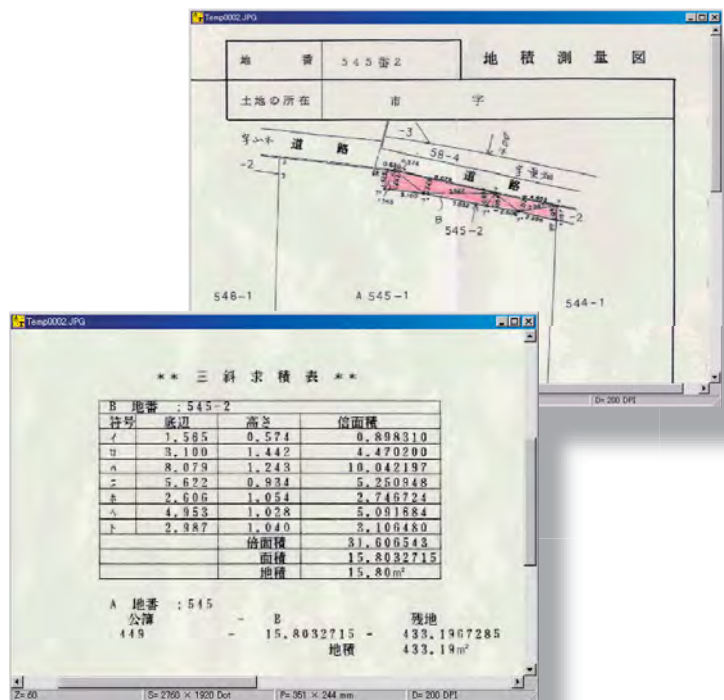 Temp0002.JPG
地 番 545番2 地積測量図
土地の所在 市 字
-3
58-4
道路
道路
-2
-2
B
545-2
546-1
A 545-1
544-1
D= 200 DPI
Temp0002.JPG
** 三斜求積表 **
B 地番 :545-2
符号 底辺 高さ 倍面積
イ 1.565 0.574 0.898310
ロ 3.100 1.442 4.470200
ハ 8.079 1.243 10.042197
ニ 5.622 0.934 5.250948
ホ 2.606 1.054 2.746724
ヘ 4.953 1.028 5.091684
ト 2.987 1.040 3.106480
倍面積 31.606543
面積 15.8032715
地積 15.80㎡
A 地番 :545
公簿 - B 残地
449 - 15.8032715 - 433.1967285
地積 433.19㎡
Z= 60 S= 2760 × 1920 Dot P= 351 × 244 mm D= 200 DPI